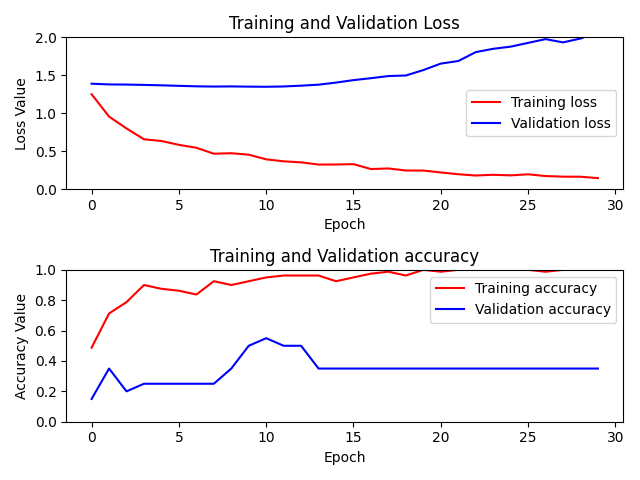 Training and Validation Loss
2.0
1.5
1.0
0.5
0.0
Loss Value
Training loss
Validation loss
0 5 10 15 20 25 30
Epoch
Training and Validation accuracy
1.0
0.8
0.6
0.4
0.2
0.0
Accuracy Value
Training accuracy
Validation accuracy
0 5 10 15 20 25 30
Epoch